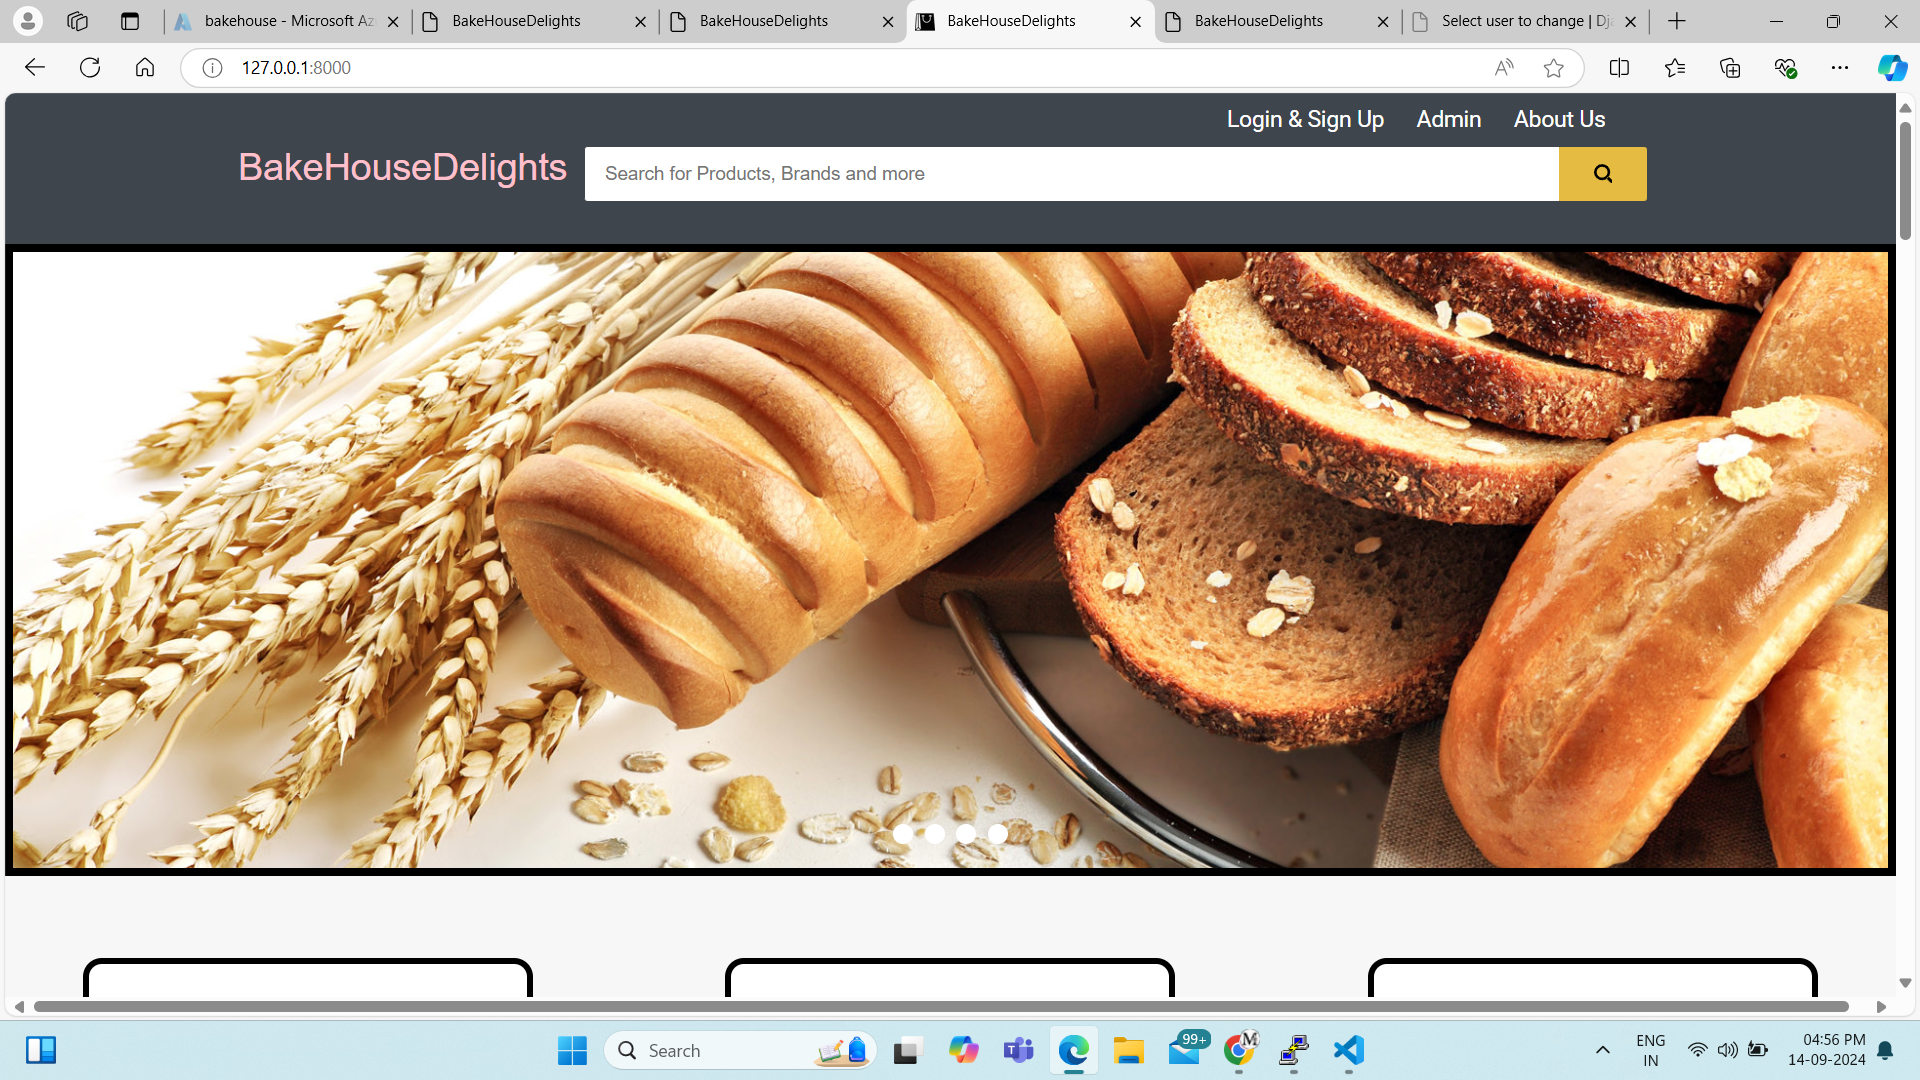 bakehouse - Microsoft Az
BakeHouseDelights
BakeHouseDelights
BakeHouseDelights
BakeHouseDelights
Select user to change | Dja
127.0.0.1:8000
Login & Sign Up
Admin
About Us
BakeHouseDelights
Search for Products, Brands and more
Search
99+
M
ENG
IN
04:56 PM
14-09-2024